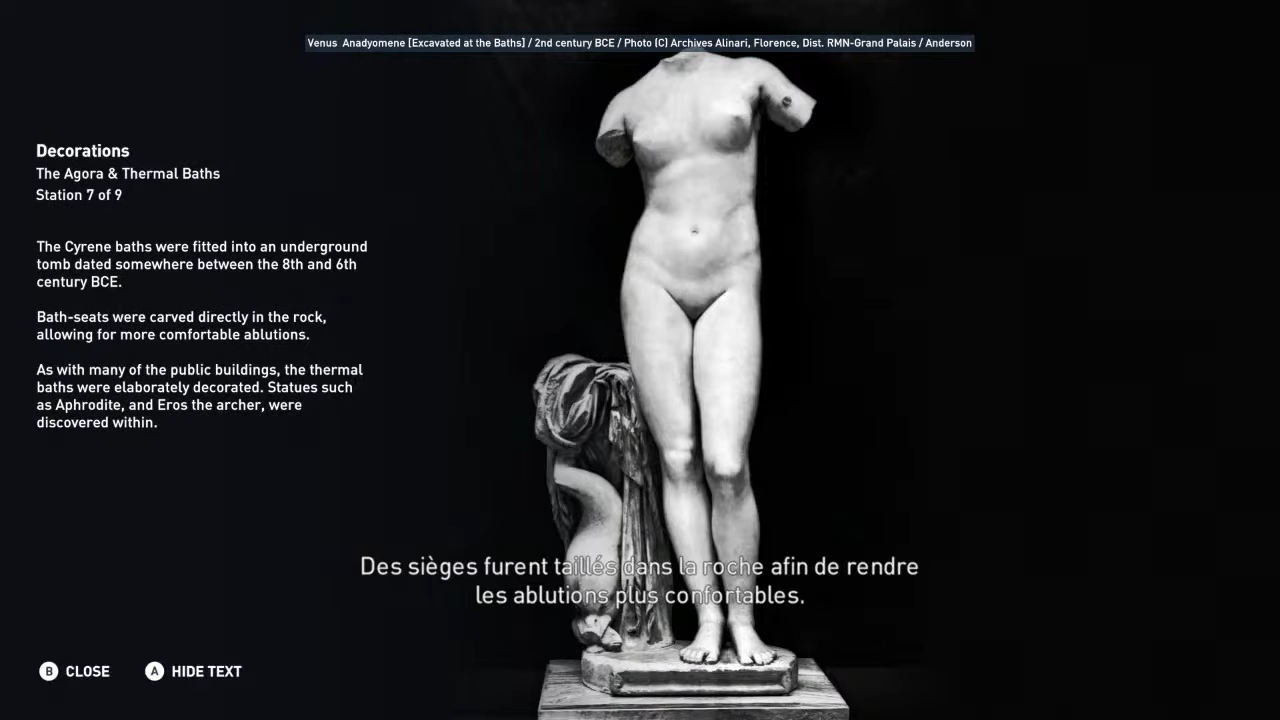 Venus Anadyomene [Excavated at the Baths] / 2nd century BCE / Photo (C) Archives Alinari, Florence, Dist. RMN-Grand Palais / Anderson
Decorations
The Agora & Thermal Baths
Station 7 of 9
The Cyrene baths were fitted into an underground
tomb dated somewhere between the 8th and 6th
century BCE.
Bath-seats were carved directly in the rock,
allowing for more comfortable ablutions.
As with many of the public buildings, the thermal
baths were elaborately decorated. Statues such
as Aphrodite, and Eros the archer, were
discovered within.
Des sièges furent taillés dans la roche afin de rendre
les ablutions plus confortables.
B CLOSE A HIDE TEXT